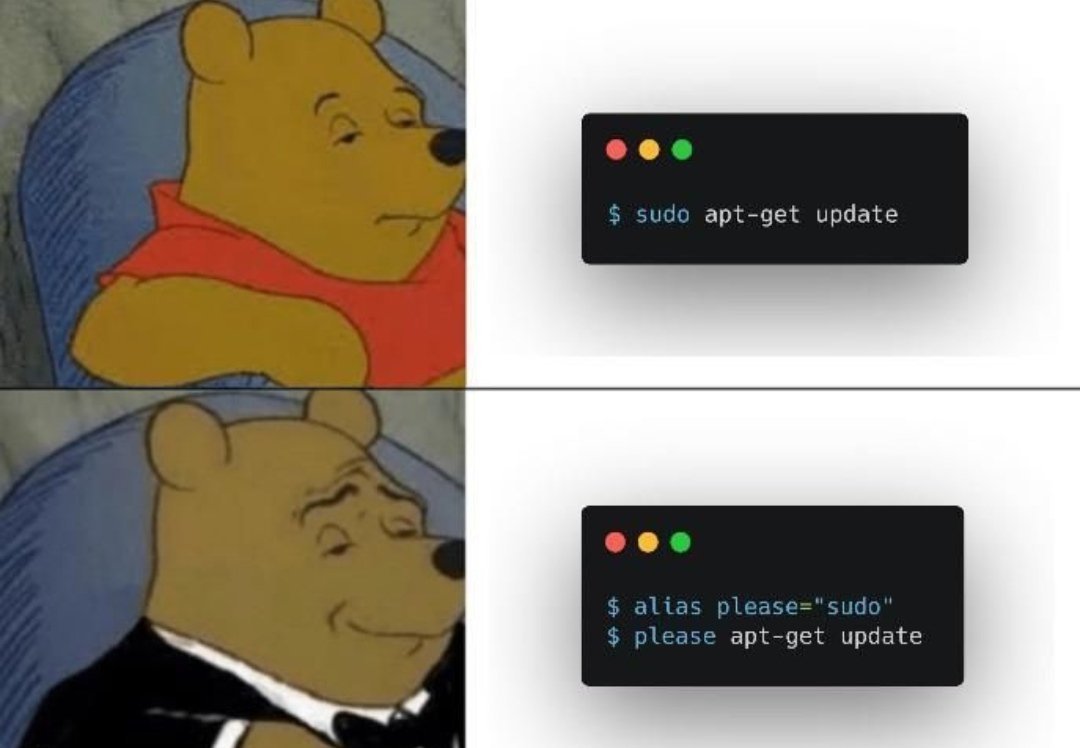 $ sudo apt-get update
$ alias please="sudo"
$ please apt-get update